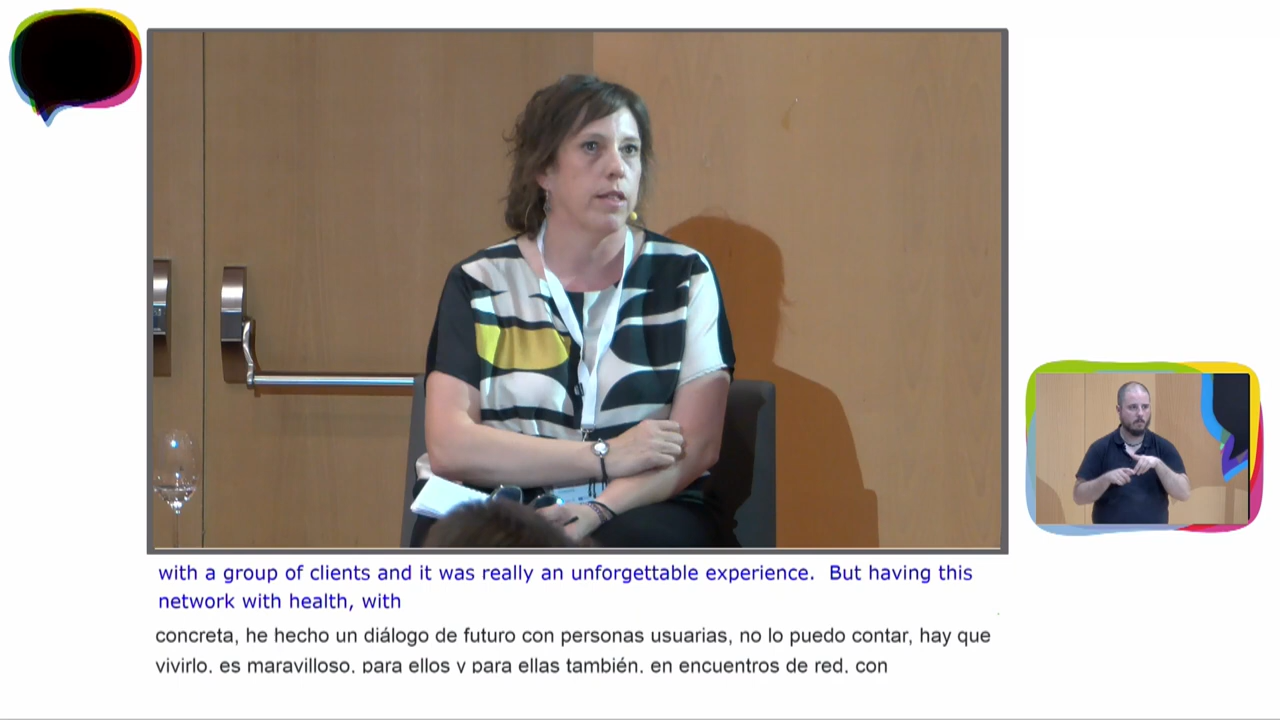 with a group of clients and it was really an unforgettable experience.  But having this
network with health, with
concreta, he hecho un diálogo de futuro con personas usuarias, no lo puedo contar, hay que
vivirlo, es maravilloso, para ellos y para ellas también, en encuentros de red, con